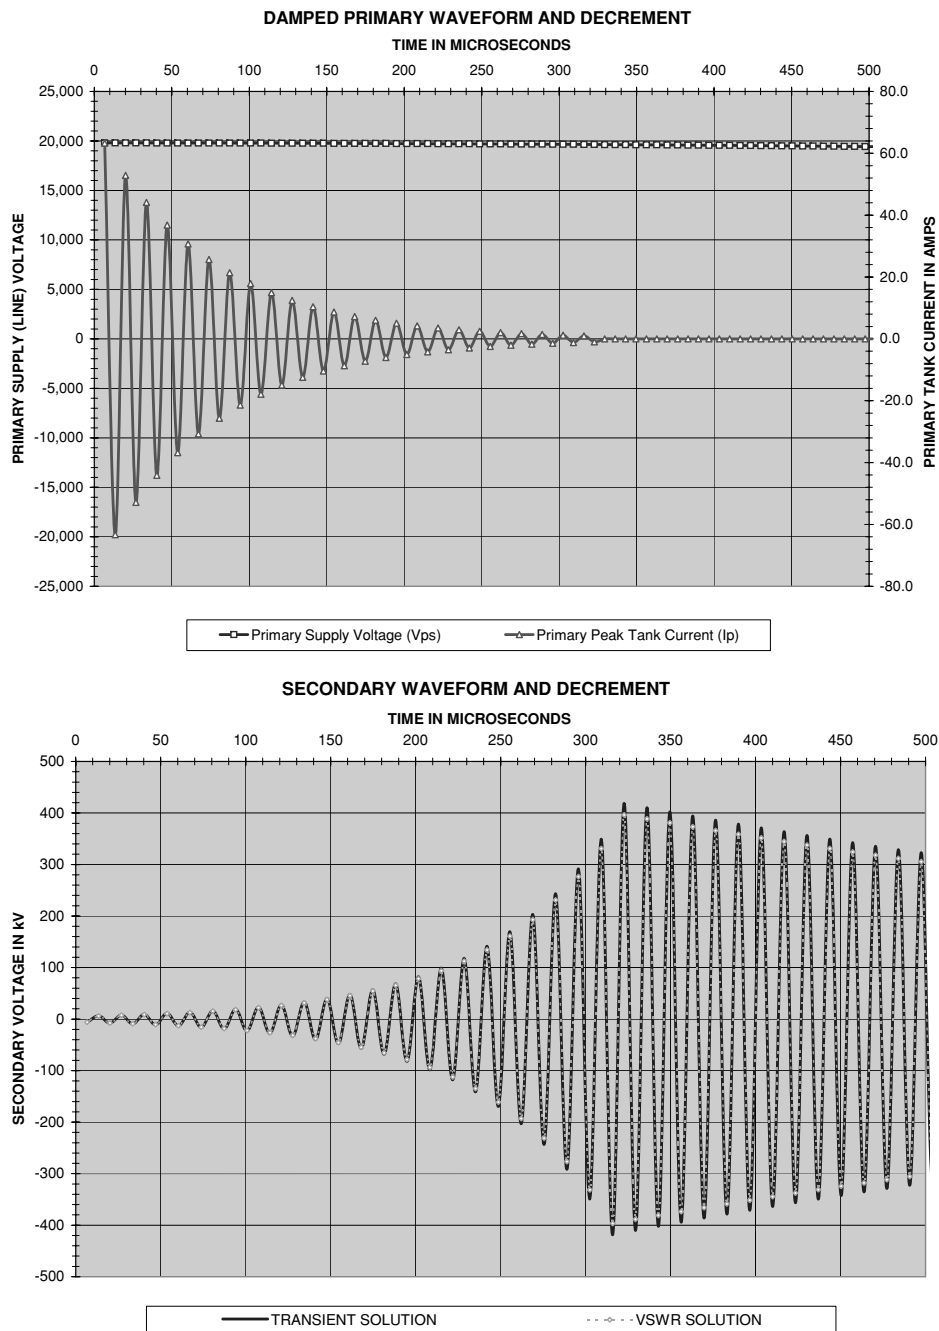 DAMPED PRIMARY WAVEFORM AND DECREMENT
TIME IN MICROSECONDS
0 50 100 150 200 250 300 350 400 450 500
25,000 80.0
20,000 60.0
15,000
40.0
10,000
20.0
5,000
0 0.0
-5,000
-20.0
-10,000
-40.0
-15,000
-20,000 -60.0
-25,000 -80.0
PRIMARY SUPPLY (LINE) VOLTAGE
PRIMARY TANK CURRENT IN AMPS
Primary Supply Voltage (Vps) Primary Peak Tank Current (Ip)
SECONDARY WAVEFORM AND DECREMENT
TIME IN MICROSECONDS
0 50 100 150 200 250 300 350 400 450 500
500
400
300
200
100
0
-100
-200
-300
-400
-500
SECONDARY VOLTAGE IN kV
TRANSIENT SOLUTION VSWR SOLUTION